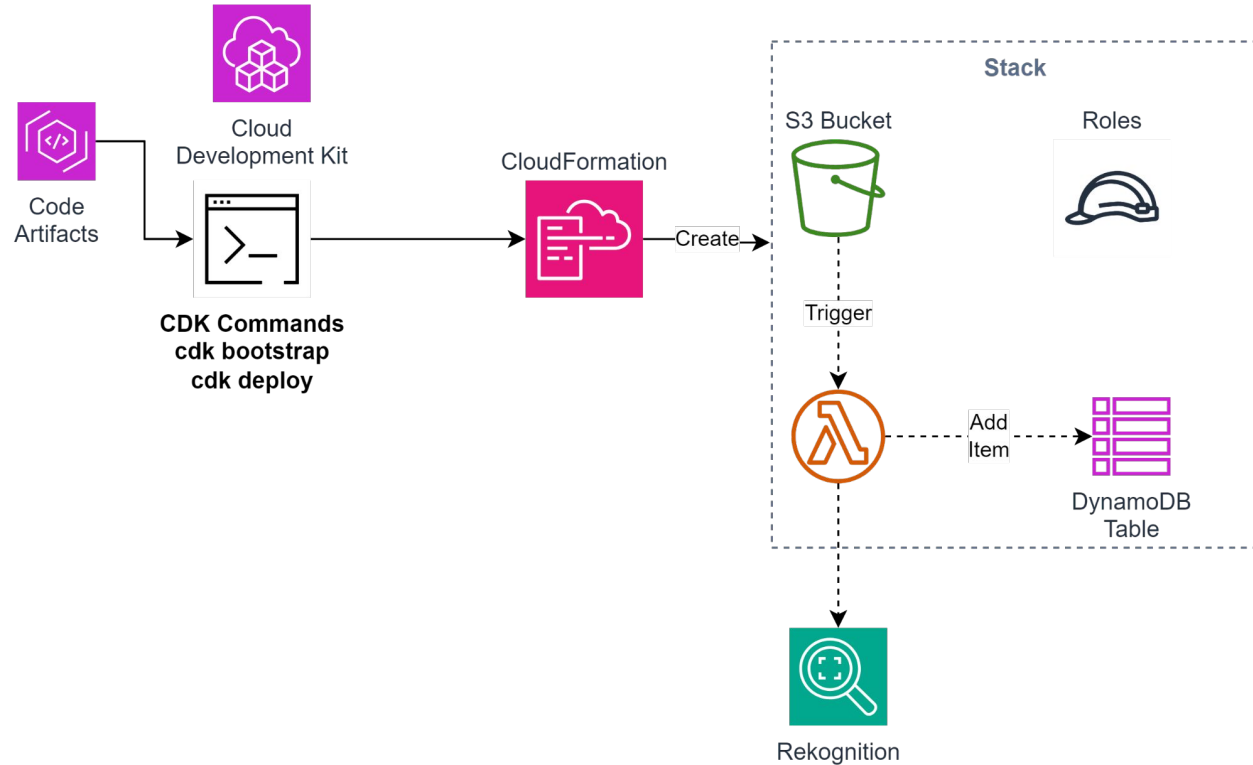 Cloud
Development Kit
Code
Artifacts
CDK Commands
cdk bootstrap
cdk deploy
CloudFormation
Create
Stack
S3 Bucket
Roles
Trigger
Add
Item
DynamoDB
Table
Rekognition